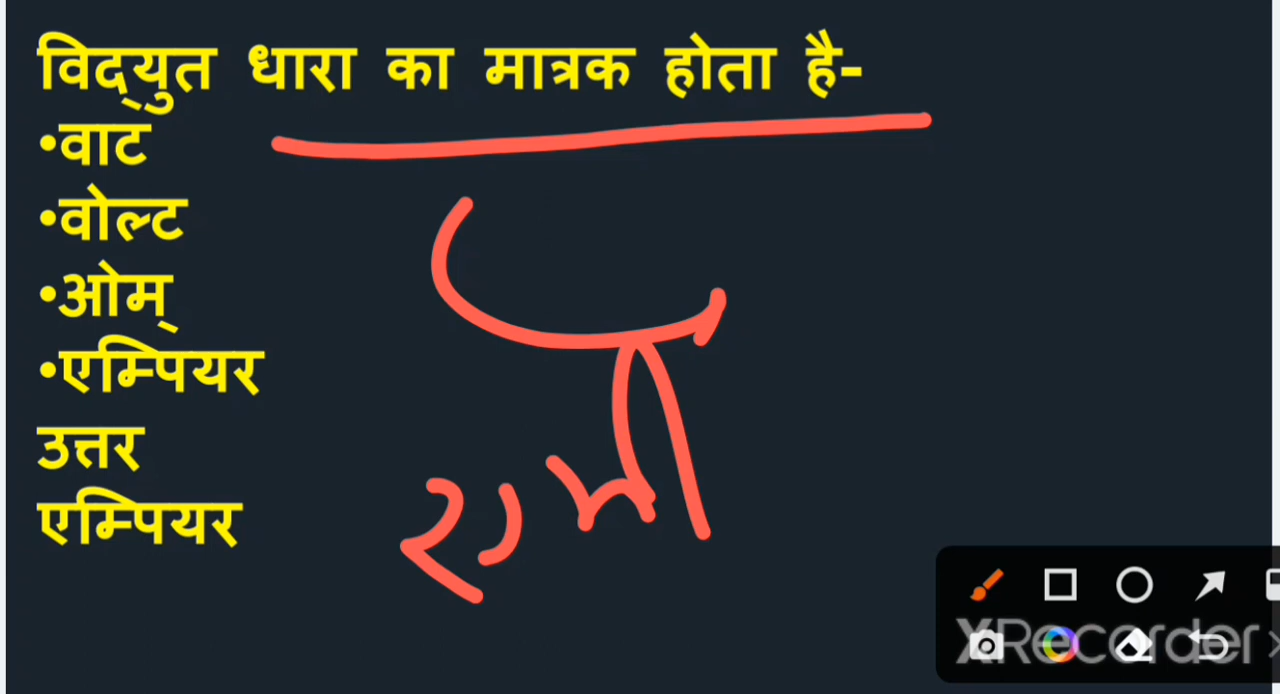 विद्युत धारा का मात्रक होता है-
•वाट
•वोल्ट
•ओम्
•एम्पियर
उत्तर
एम्पियर
XRecorder